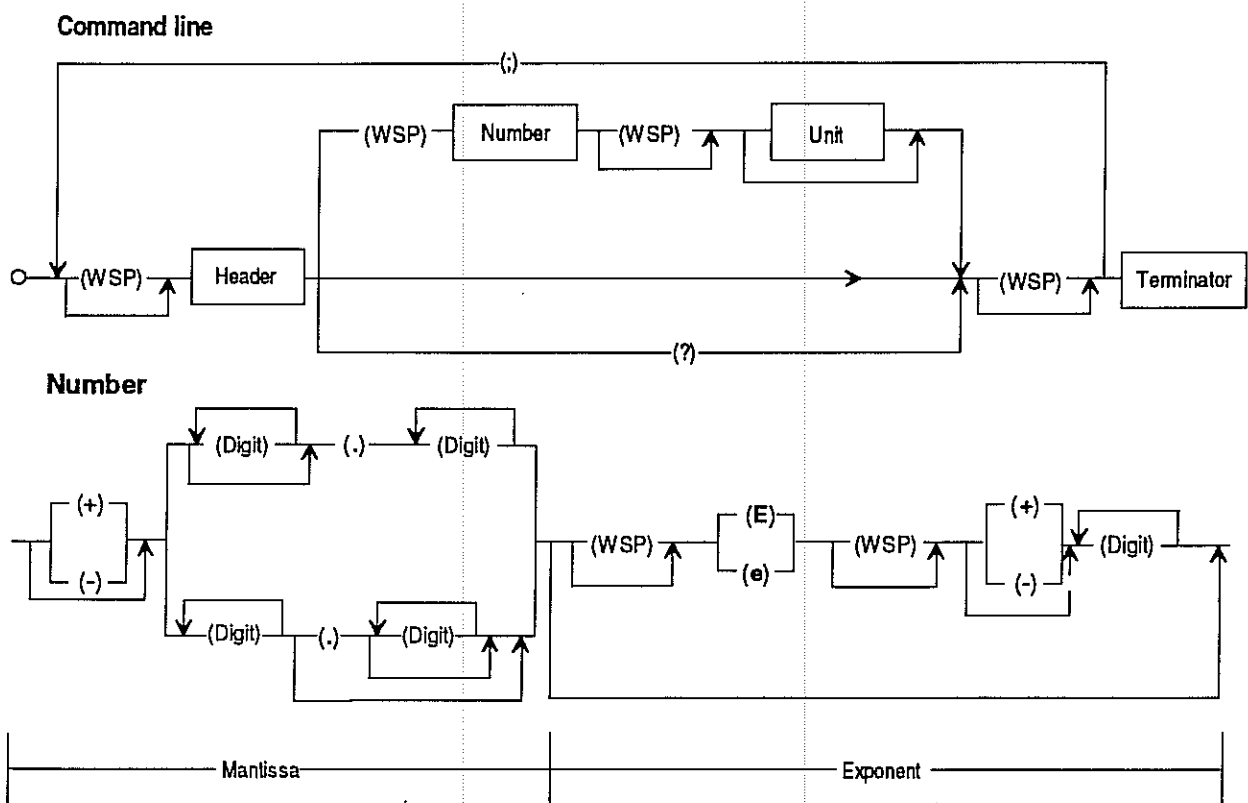 Command line
(;)
(WSP) Number (WSP) Unit
(WSP) Header (WSP) Terminator
(?)
Number
(Digit) (.) (Digit)
(+) (E) (+)
(WSP) (WSP) (Digit)
(-) (e) (-)
(Digit) (.) (Digit)
Mantissa Exponent